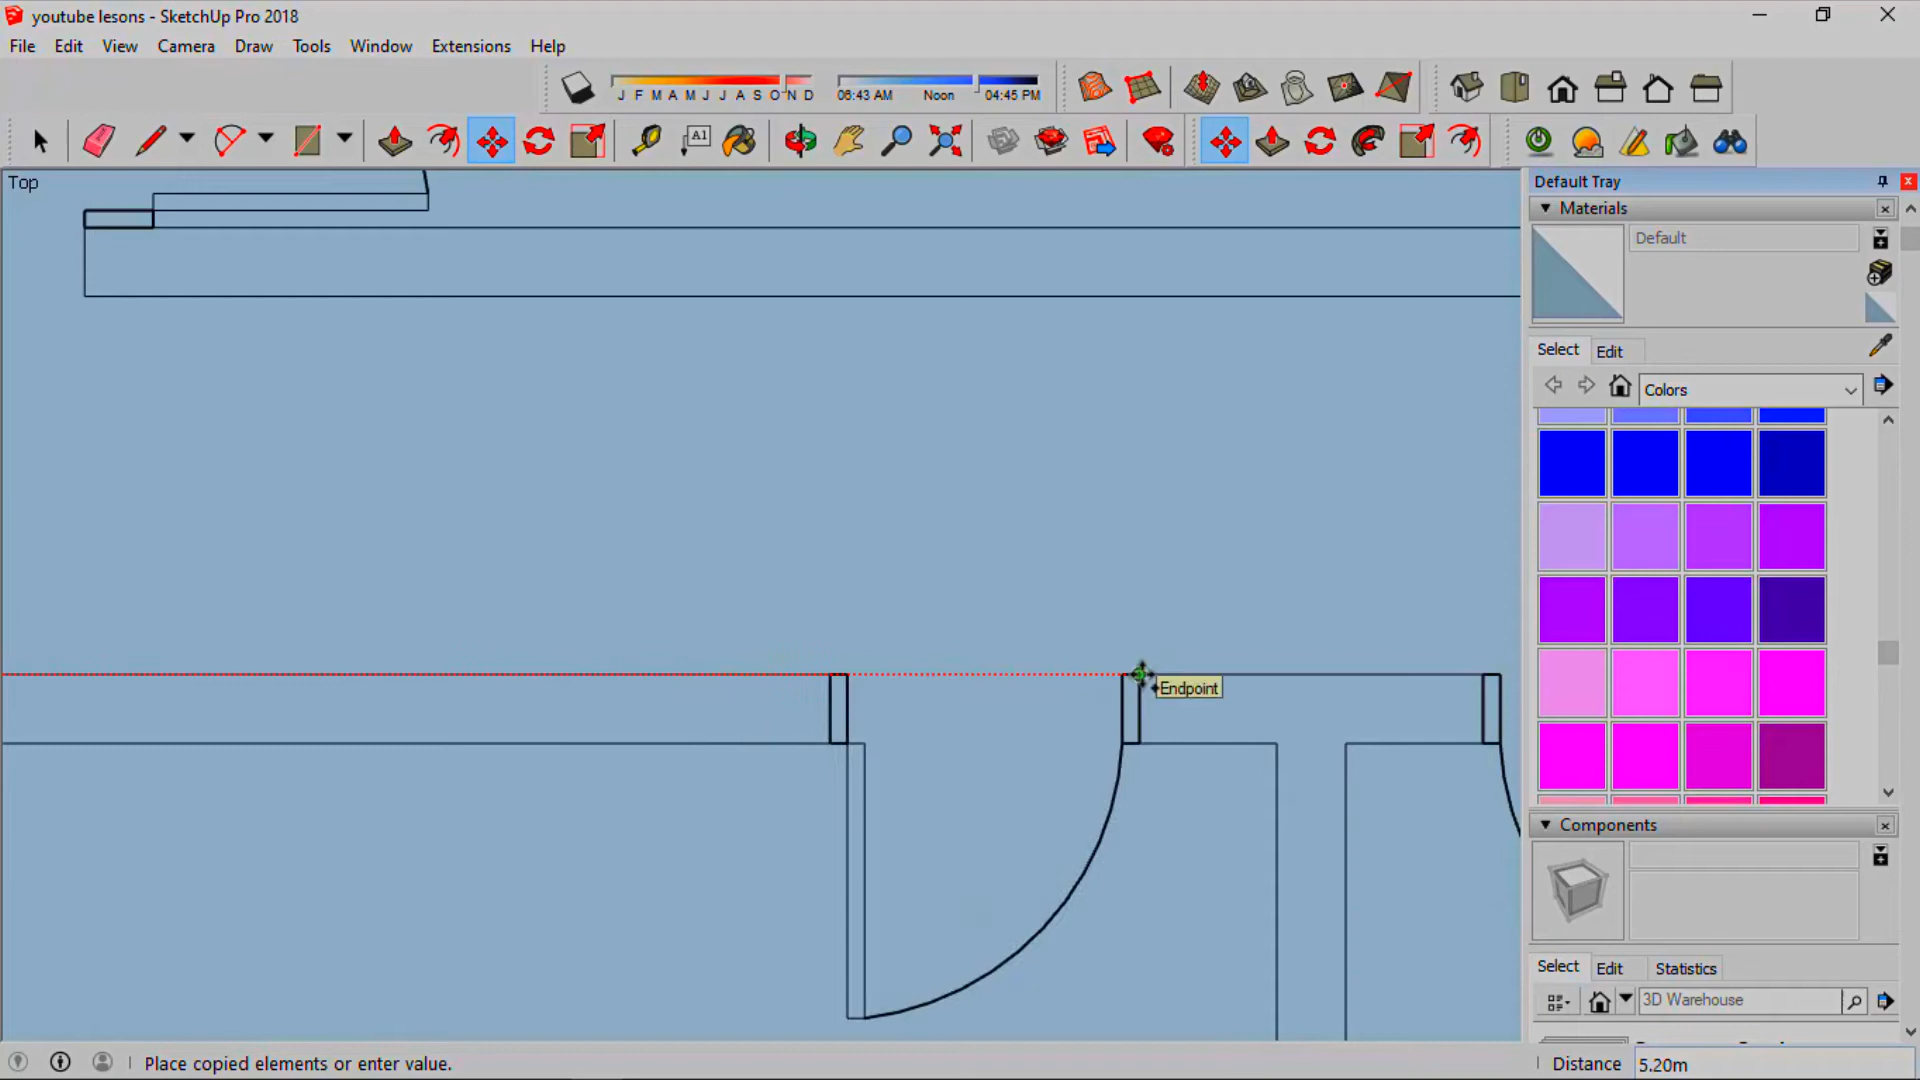 youtube lesons - SketchUp Pro 2018
File Edit View Camera Draw Tools Window Extensions Help
J F M A M J J A S O N D
06:43 AM Noon 04:45 PM
A1
Top
Default Tray
Materials
Default
Select Edit
Colors
Endpoint
Components
Select Edit Statistics
3D Warehouse
Place copied elements or enter value.
Distance 5.20m